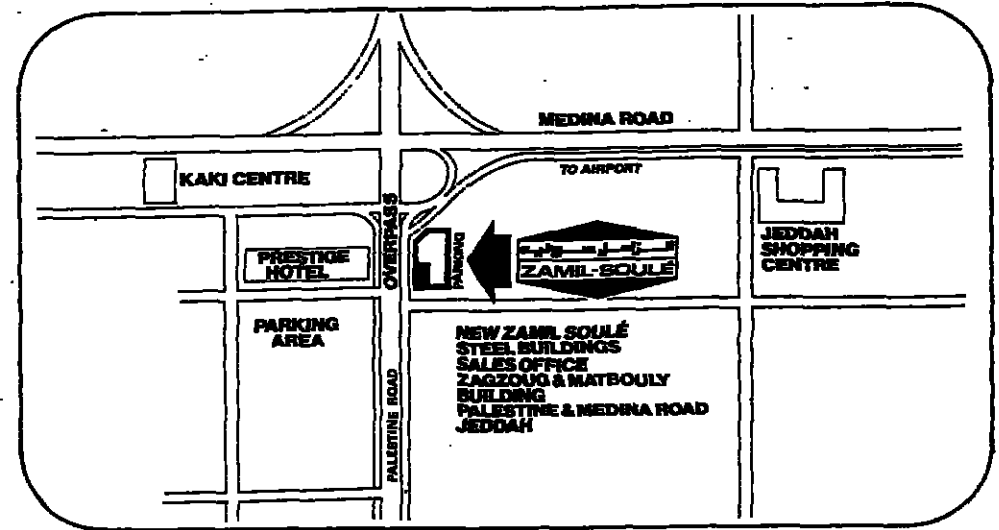 MEDINA ROAD
TO AIRPORT
KAKI CENTRE
OVERPASS
PRESTIGE
HOTEL
PARKING
ZAMIL-SOULÉ
JEDDAH
SHOPPING
CENTRE
PARKING
AREA
PALESTINE ROAD
NEW ZAMIL SOULÉ
STEEL BUILDINGS
SALES OFFICE
ZAGZOUG & MATBOULY
BUILDING
PALESTINE & MEDINA ROAD
JEDDAH